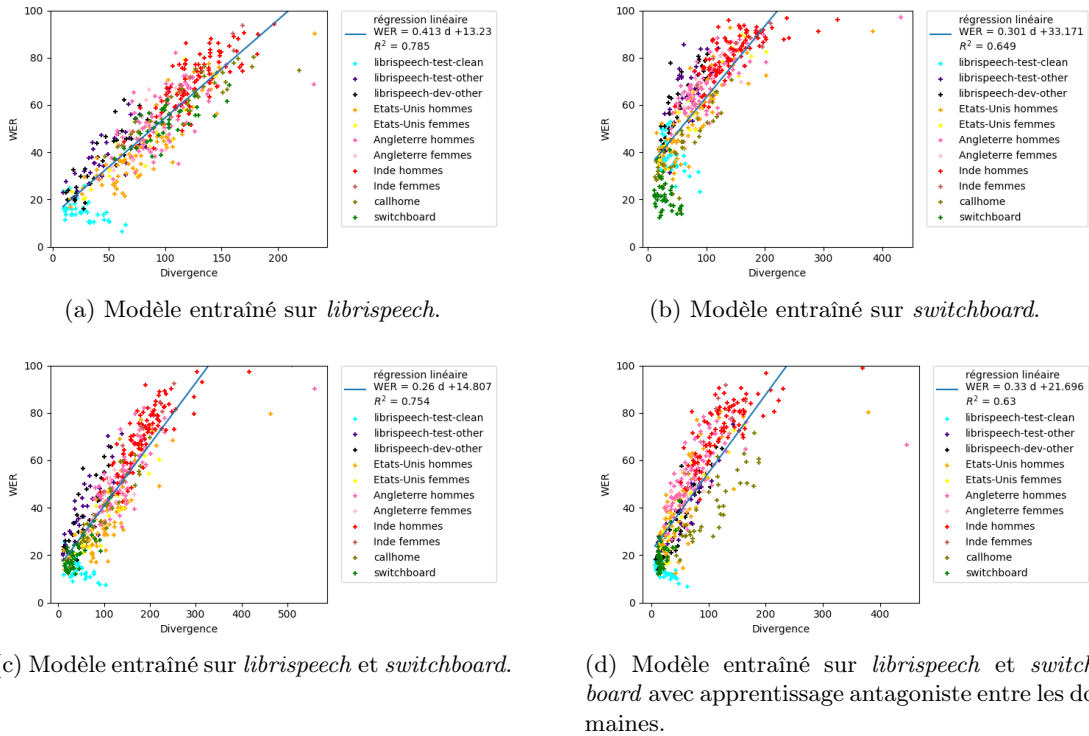 régression linéaire
WER = 0.413 d +13.23
R² = 0.785
librispeech-test-clean
librispeech-test-other
librispeech-dev-other
Etats-Unis hommes
Etats-Unis femmes
Angleterre hommes
Angleterre femmes
Inde hommes
Inde femmes
callhome
switchboard
WER
100
80
60
40
20
0
0 50 100 150 200
Divergence
(a) Modèle entraîné sur librispeech.
régression linéaire
WER = 0.301 d +33.171
R² = 0.649
librispeech-test-clean
librispeech-test-other
librispeech-dev-other
Etats-Unis hommes
Etats-Unis femmes
Angleterre hommes
Angleterre femmes
Inde hommes
Inde femmes
callhome
switchboard
WER
100
80
60
40
20
0
0 100 200 300 400
Divergence
(b) Modèle entraîné sur switchboard.
régression linéaire
WER = 0.26 d +14.807
R² = 0.754
librispeech-test-clean
librispeech-test-other
librispeech-dev-other
Etats-Unis hommes
Etats-Unis femmes
Angleterre hommes
Angleterre femmes
Inde hommes
Inde femmes
callhome
switchboard
WER
100
80
60
40
20
0
0 100 200 300 400 500
Divergence
(c) Modèle entraîné sur librispeech et switchboard.
régression linéaire
WER = 0.33 d +21.696
R² = 0.63
librispeech-test-clean
librispeech-test-other
librispeech-dev-other
Etats-Unis hommes
Etats-Unis femmes
Angleterre hommes
Angleterre femmes
Inde hommes
Inde femmes
callhome
switchboard
WER
100
80
60
40
20
0
0 100 200 300 400
Divergence
(d) Modèle entraîné sur librispeech et switch
board avec apprentissage antagoniste entre les do
maines.